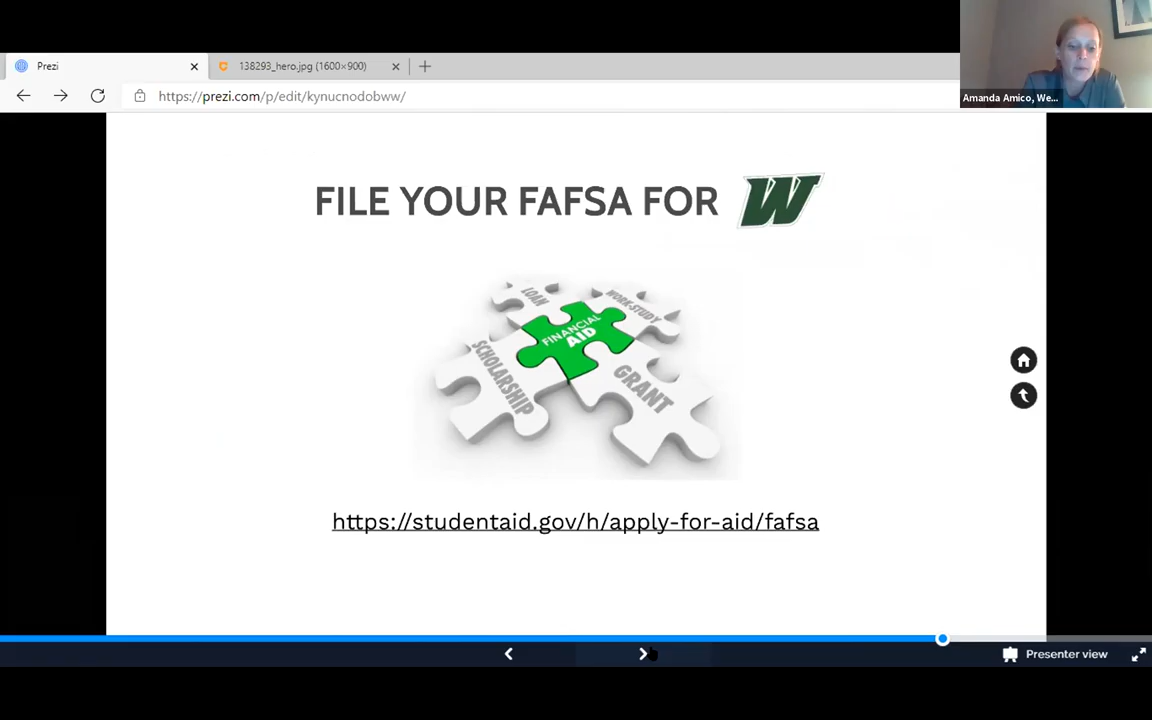 Prezi
138293_hero.jpg (1600×900)
https://prezi.com/p/edit/kynucnodobww/
Amanda Amico, We...
FILE YOUR FAFSA FOR W
LOAN
WORK-STUDY
FINANCIAL
AID
SCHOLARSHIP
GRANT
https://studentaid.gov/h/apply-for-aid/fafsa
Presenter view